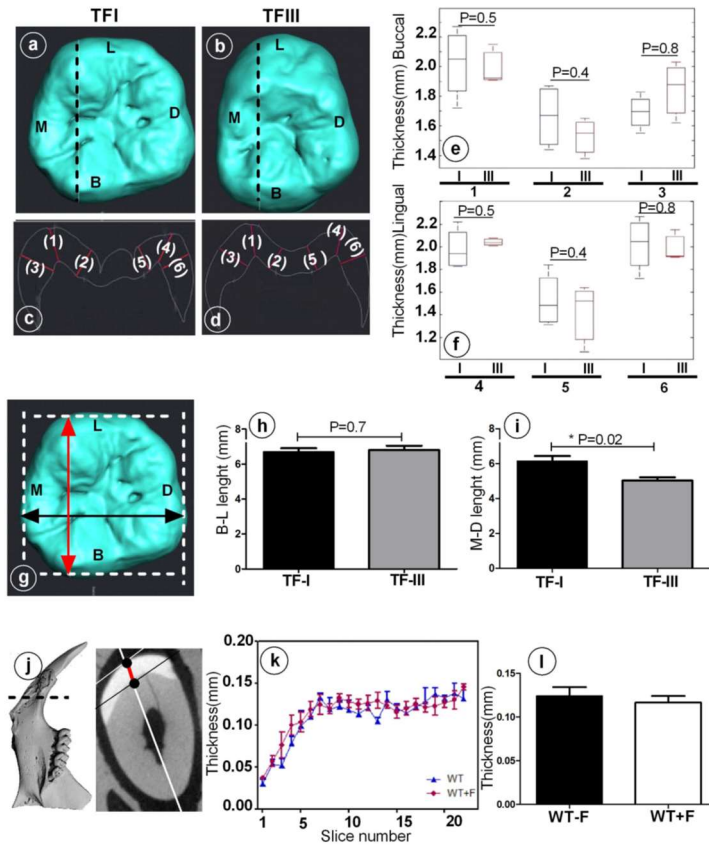 TFI
TFIII
a
L
M
D
B
b
L
M
D
B
(1)
(2)
(3)
(4)
(5)
(6)
c
(1)
(2)
(3)
(4)
(5)
(6)
d
Thickness(mm) Buccal
2.2
2.0
1.8
1.6
1.4
P=0.5
P=0.4
P=0.8
e
I III
I III
I III
1
2
3
Thickness(mm)Lingual
2.2
2.0
1.8
1.6
1.4
1.2
P=0.5
P=0.4
P=0.8
f
I III
I III
I III
4
5
6
g
L
M
D
B
h
B-L lenght (mm)
8
6
4
2
0
P=0.7
TF-I
TF-III
i
M-D lenght (mm)
8
6
4
2
0
* P=0.02
TF-I
TF-III
j
k
Thickness(mm)
0.20
0.15
0.10
0.05
0.00
1 5 10 15 20
Slice number
WT
WT+F
l
Thickness(mm)
0.15
0.10
0.05
0.00
WT-F
WT+F